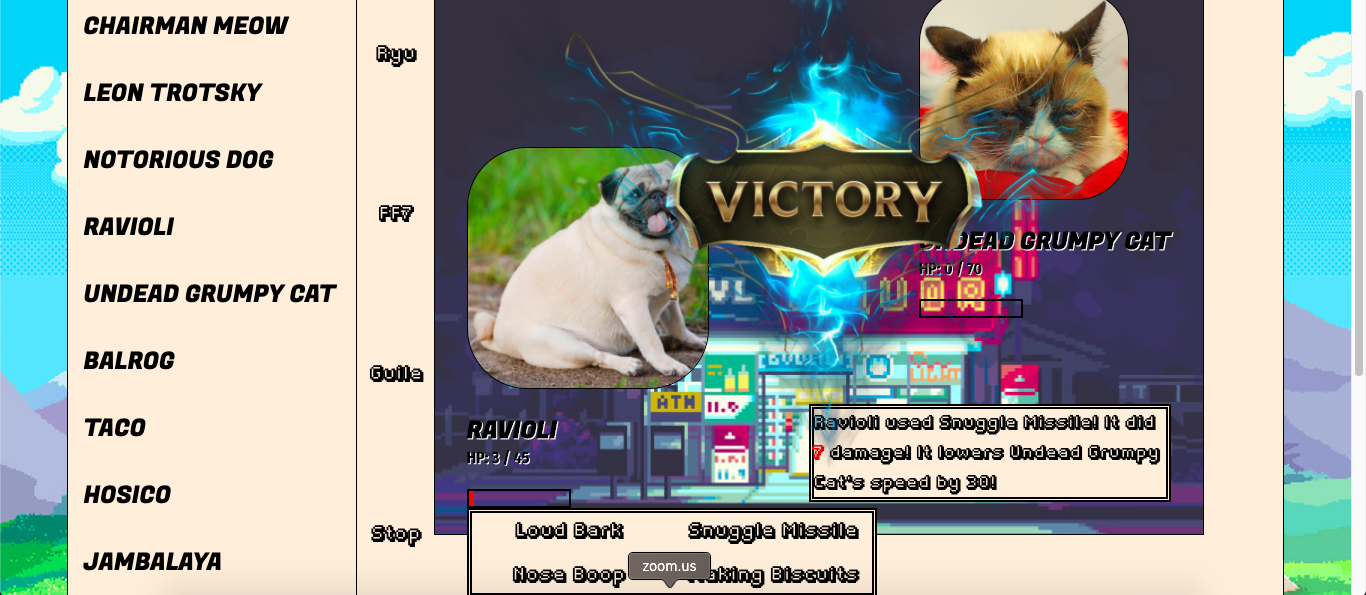 CHAIRMAN MEOW
LEON TROTSKY
NOTORIOUS DOG
RAVIOLI
UNDEAD GRUMPY CAT
BALROG
TACO
HOSICO
JAMBALAYA
Ryu
FF7
Guile
Stop
VICTORY
UNDEAD GRUMPY CAT
HP: 0 / 70
LIGHT
ATM
RAVIOLI
HP: 3 / 45
Ravioli used Snuggle Missile! It did
7 damage! It lowers Undead Grumpy
Cat's speed by 30!
Loud Bark Snuggle Missile
Nose Boop Making Biscuits
zoom.us